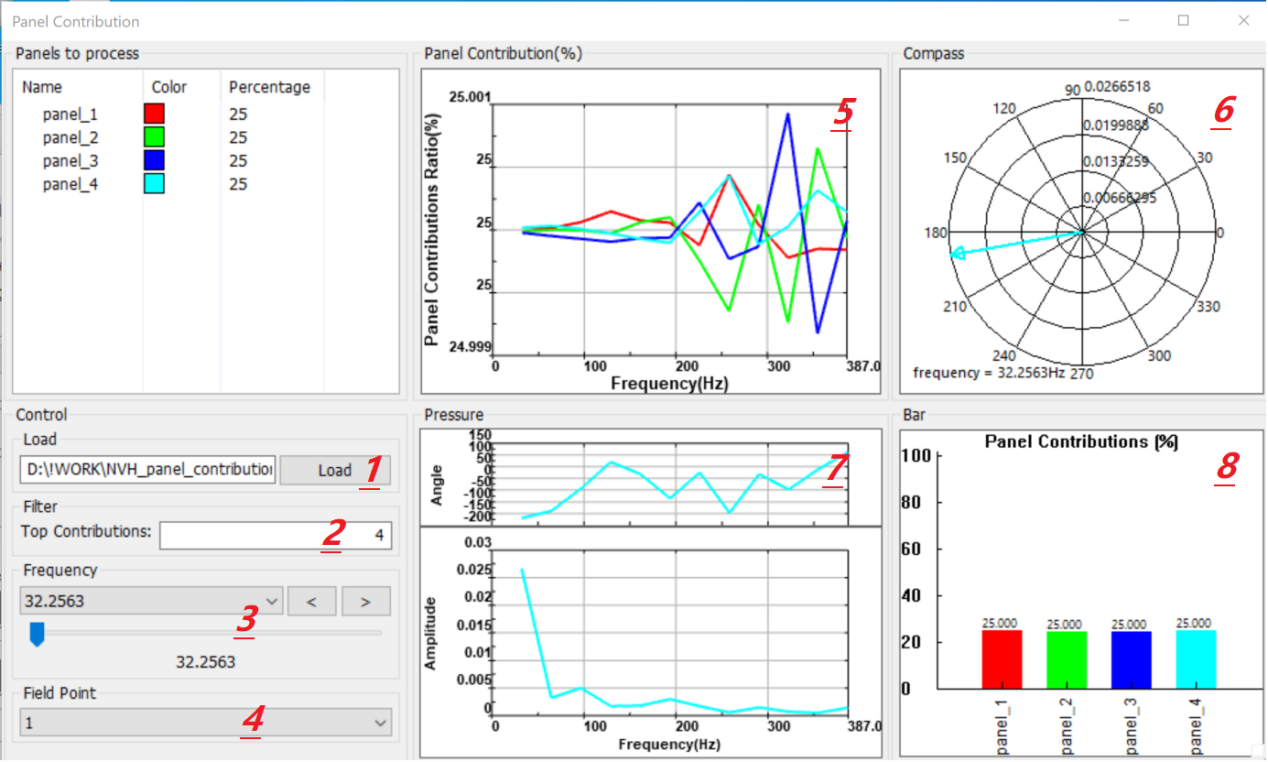 Panel Contribution
Panels to process
Name Color Percentage
panel_1 25
panel_2 25
panel_3 25
panel_4 25
Panel Contribution(%)
5
25.001
25
25
25
24.999
Panel Contributions Ratio(%)
0 100 200 300 387.0
Frequency(Hz)
Compass
6
90 0.0266518
120 60
0.0199888
150 0.0133259 30
0.00666295
180 0
210 330
240 300
frequency = 32.2563Hz 270
Control
Load
D:\!WORK\NVH_panel_contribution Load 1
Filter
Top Contributions: 4
2
Frequency
32.2563 < >
3
32.2563
Field Point
1
4
Pressure
7
150
100
50
0
-50
-100
-150
-200
Angle
0.03
0.025
0.02
0.015
0.01
0.005
0
Amplitude
0 100 200 300 387.0
Frequency(Hz)
Bar
Panel Contributions (%)
8
100
80
60
40
20
0
25.000 25.000 25.000 25.000
panel_1 panel_2 panel_3 panel_4